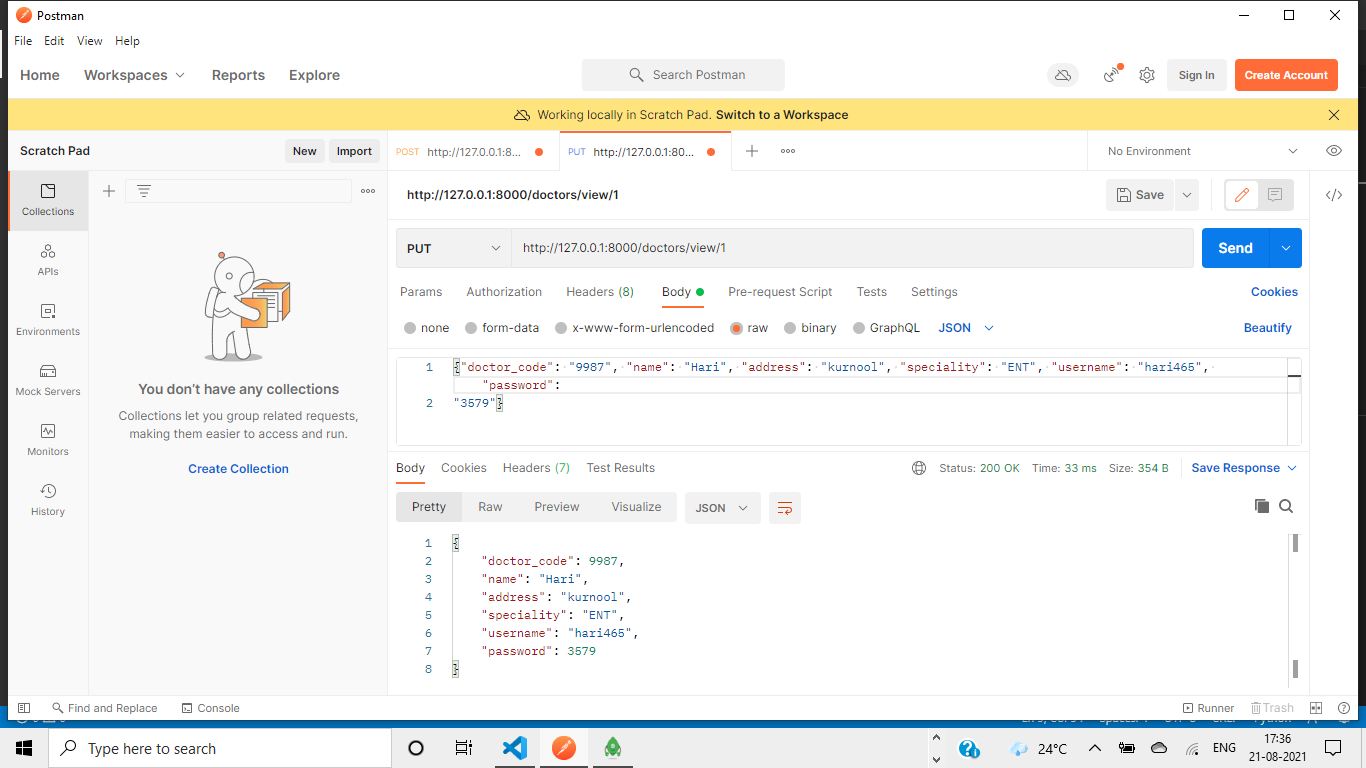 Postman
File Edit View Help
Home Workspaces Reports Explore Search Postman Sign In Create Account
Working locally in Scratch Pad. Switch to a Workspace
Scratch Pad New Import POST http://127.0.0.1:8... PUT http://127.0.0.1:80... No Environment
Collections
APIs
Environments
Mock Servers
Monitors
History
You don't have any collections
Collections let you group related requests,
making them easier to access and run.
Create Collection
http://127.0.0.1:8000/doctors/view/1 Save
PUT http://127.0.0.1:8000/doctors/view/1 Send
Params Authorization Headers (8) Body Pre-request Script Tests Settings Cookies
none form-data x-www-form-urlencoded raw binary GraphQL JSON Beautify
1 {"doctor_code": "9987", "name": "Hari", "address": "kurnool", "speciality": "ENT", "username": "hari465",
"password":
2 "3579"}
Body Cookies Headers (7) Test Results Status: 200 OK Time: 33 ms Size: 354 B Save Response
Pretty Raw Preview Visualize JSON
1 {
2 "doctor_code": 9987,
3 "name": "Hari",
4 "address": "kurnool",
5 "speciality": "ENT",
6 "username": "hari465",
7 "password": 3579
8 }
Find and Replace Console Runner Trash
Type here to search 24°C ENG 17:36
21-08-2021